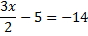 3x/2 − 5 = −14